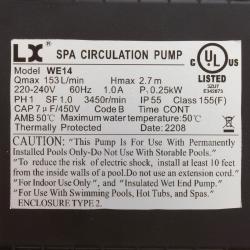 LX SPA CIRCULATION PUMP
Model WE14
Qmax 153 L/min Hmax 2.7 m
220-240V 60Hz 1.0A P₂ 0.25kW
PH 1 SF 1.0 3450r/min IP 55 Class 155(F)
CAP 7μF/450V Code B Time CONT
AMB 50°C Maximum water temperature: 50°C
Thermally Protected Date: 2208
c UL us
LISTED
32U7
E343873
CAUTION: "This Pump Is For Use With Permanently
Installed Pools Only-Do Not Use With Storable Pools"
"To reduce the risk of electric shock, install at least 10 feet
from the inside walls of a pool. Do not use an extension cord."
"For Indoor Use Only", and "Insulated Wet End Pump."
"For Use with Swimming Pools, Hot Tubs, and Spas."
ENCLOSURE TYPE 2.